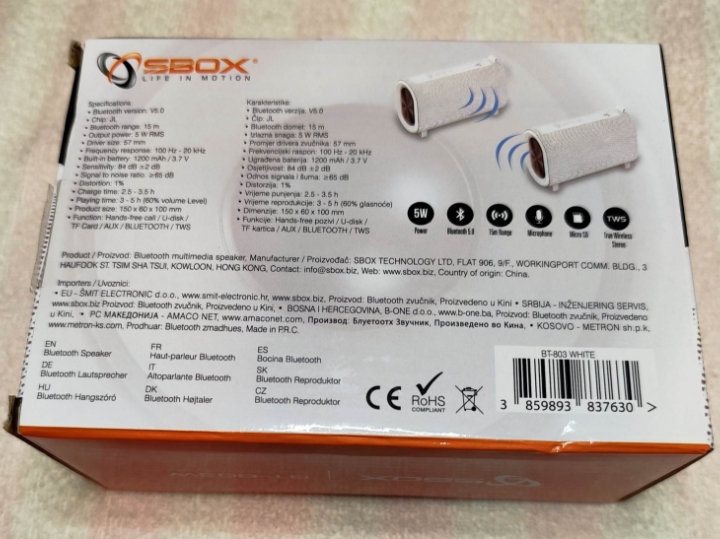 SBOX®
LIFE IN MOTION
Specifications:
• Bluetooth version: V5.0
• Chip: JL
• Bluetooth range: 15 m
• Output power: 5 W RMS
• Driver size: 57 mm
• Frequency respon: 100 Hz - 20 kHz
• Built-in battery: 1200 mAh / 3.7 V
• Sensitivity: 84 dB ±2 dB
• Signal to noise ratio: ≥65 dB
• Distortion: 1%
• Charge time: 2.5 - 3.5 h
• Playing time: 3 - 5 h (60% volume Level)
• Product size: 150 x 60 x 100 mm
• Function: Hands-free call / U-disk /
TF Card / AUX / BLUETOOTH / TWS
Karakteristike:
• Bluetooth verzija: V5.0
• Čip: JL
• Bluetooth domet: 15 m
• Izlazna snaga: 5 W RMS
• Promjer drivera zvučnika: 57 mm
• Frekvencijski respon: 100 Hz - 20 kHz
• Ugrađena baterija: 1200 mAh / 3.7 V
• Osjetljivost: 84 dB ±2 dB
• Odnos signala / šuma: ≥65 dB
• Distorzija: 1%
• Vrijeme punjenja: 2.5 - 3.5 h
• Vrijeme reprodukcije: 3 - 5 h (60% glasnoće)
• Dimenzije: 150 x 60 x 100 mm
• Funkcije: Hands-free pozivi / U-disk /
TF kartica / AUX / BLUETOOTH / TWS
5W
TWS
Power
Bluetooth 5.0
15m Range
Microphone
Micro SD
True Wireless
Stereo
Product / Proizvod: Bluetooth multimedia speaker, Manufacturer / Proizvođač: SBOX TECHNOLOGY LTD, FLAT 906, 9/F., WORKINGPORT COMM. BLDG., 3
HAUFOOK ST. TSIM SHA TSUI, KOWLOON, HONG KONG, Contact: info@sbox.biz, Web: www.sbox.biz, Country of origin: China.
Importers / Uvoznici:
• EU - ŠMIT ELECTRONIC d.o.o., www.smit-electronic.hr, www.sbox.biz, Proizvod: Bluetooth zvučnik, Proizvedeno u Kini • SRBIJA - INŽENJERING SERVIS,
www.sbox.biz Proizvod: Bluetooth zvučnik, Proizvedeno u Kini, • BOSNA I HERCEGOVINA, B-ONE d.o.o., www.b-one.ba, Proizvod: Bluetooth zvučnik, Proizvedeno
u Kini, • РС МАКЕДОНИЈА - AMACO NET, www.amaconet.com, Производ: Блуетоотх Звучник, Произведено во Кина, • KOSOVO - METRON sh.p.k,
www.metron-ks.com, Prodhuar: Bluetooth zmadhues, Made in P.R.C.
EN
Bluetooth Speaker
DE
Bluetooth Lautsprecher
HU
Bluetooth Hangszóró
FR
Haut-parleur Bluetooth
IT
Altoparlante Bluetooth
DK
Bluetooth Højtaler
ES
Bocina Bluetooth
SK
Bluetooth Reproduktor
CZ
Bluetooth Reproduktor
CE
RoHS
COMPLIANT
BT-803 WHITE
3 859893 837630 >
SBOX